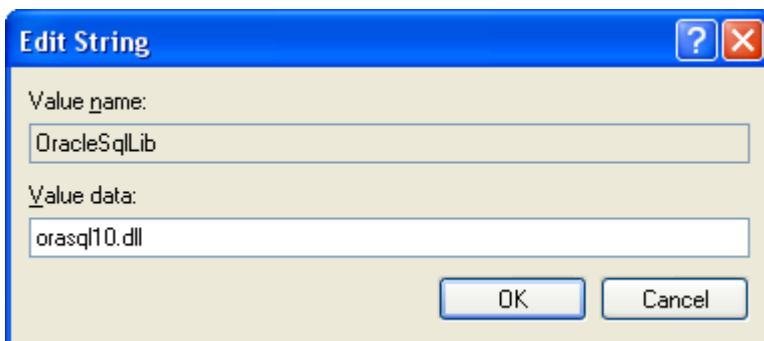 Edit String
Value name:
OracleSqlLib
Value data:
orasql10.dll
OK Cancel